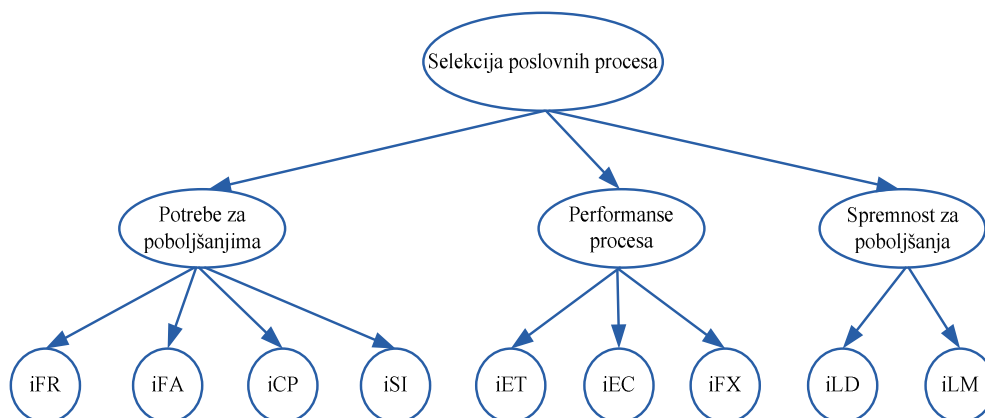 Selekcija poslovnih procesa
Potrebe za
poboljšanjima
Performanse
procesa
Spremnost za
poboljšanja
iFR
iFA
iCP
iSI
iET
iEC
iFX
iLD
iLM